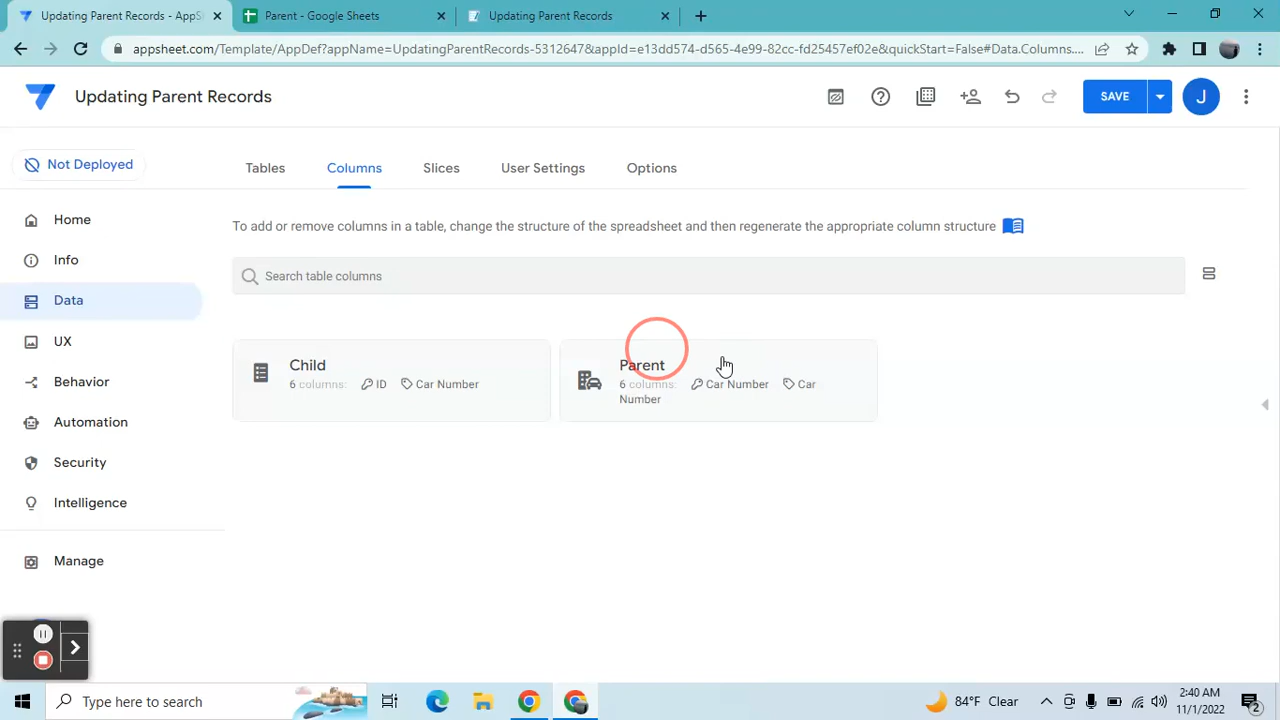 Updating Parent Records - AppS
Parent - Google Sheets
Updating Parent Records
appsheet.com/Template/AppDef?appName=UpdatingParentRecords-5312647&appId=e13dd574-d565-4e99-82cc-fd25457ef02e&quickStart=False#Data.Columns....
Updating Parent Records
SAVE
J
Not Deployed
Tables
Columns
Slices
User Settings
Options
Home
Info
Data
UX
Behavior
Automation
Security
Intelligence
Manage
To add or remove columns in a table, change the structure of the spreadsheet and then regenerate the appropriate column structure
Search table columns
Child
6 columns: ID Car Number
Parent
6 columns: Car Number Car
Number
Type here to search
84°F Clear
2:40 AM
11/1/2022
2